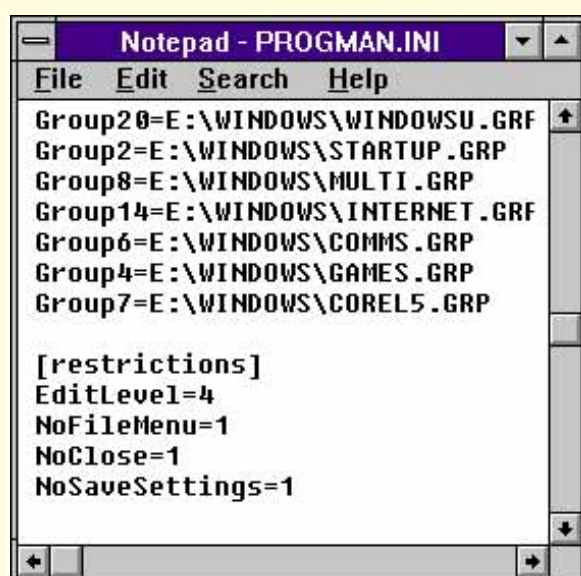 Notepad - PROGMAN.INI
File Edit Search Help
Group20=E:\WINDOWS\WINDOWSU.GRF
Group2=E:\WINDOWS\STARTUP.GRP
Group8=E:\WINDOWS\MULTI.GRP
Group14=E:\WINDOWS\INTERNET.GRF
Group6=E:\WINDOWS\COMMS.GRP
Group4=E:\WINDOWS\GAMES.GRP
Group7=E:\WINDOWS\COREL5.GRP
[restrictions]
EditLevel=4
NoFileMenu=1
NoClose=1
NoSaveSettings=1